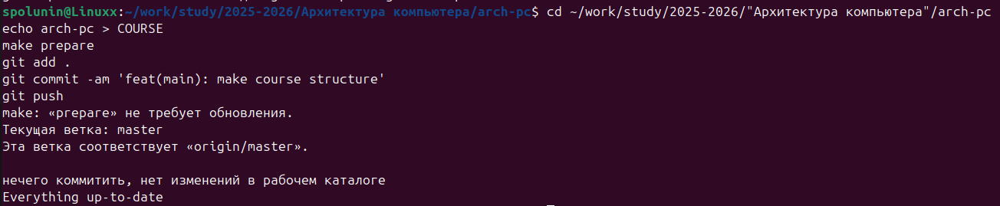 spolunin@Linuxx:~/work/study/2025-2026/Архитектура компьютера/arch-pc$ cd ~/work/study/2025-2026/"Архитектура компьютера"/arch-pc
echo arch-pc > COURSE
make prepare
git add .
git commit -am 'feat(main): make course structure'
git push
make: «prepare» не требует обновления.
Текущая ветка: master
Эта ветка соответствует «origin/master».
нечего коммитить, нет изменений в рабочем каталоге
Everything up-to-date